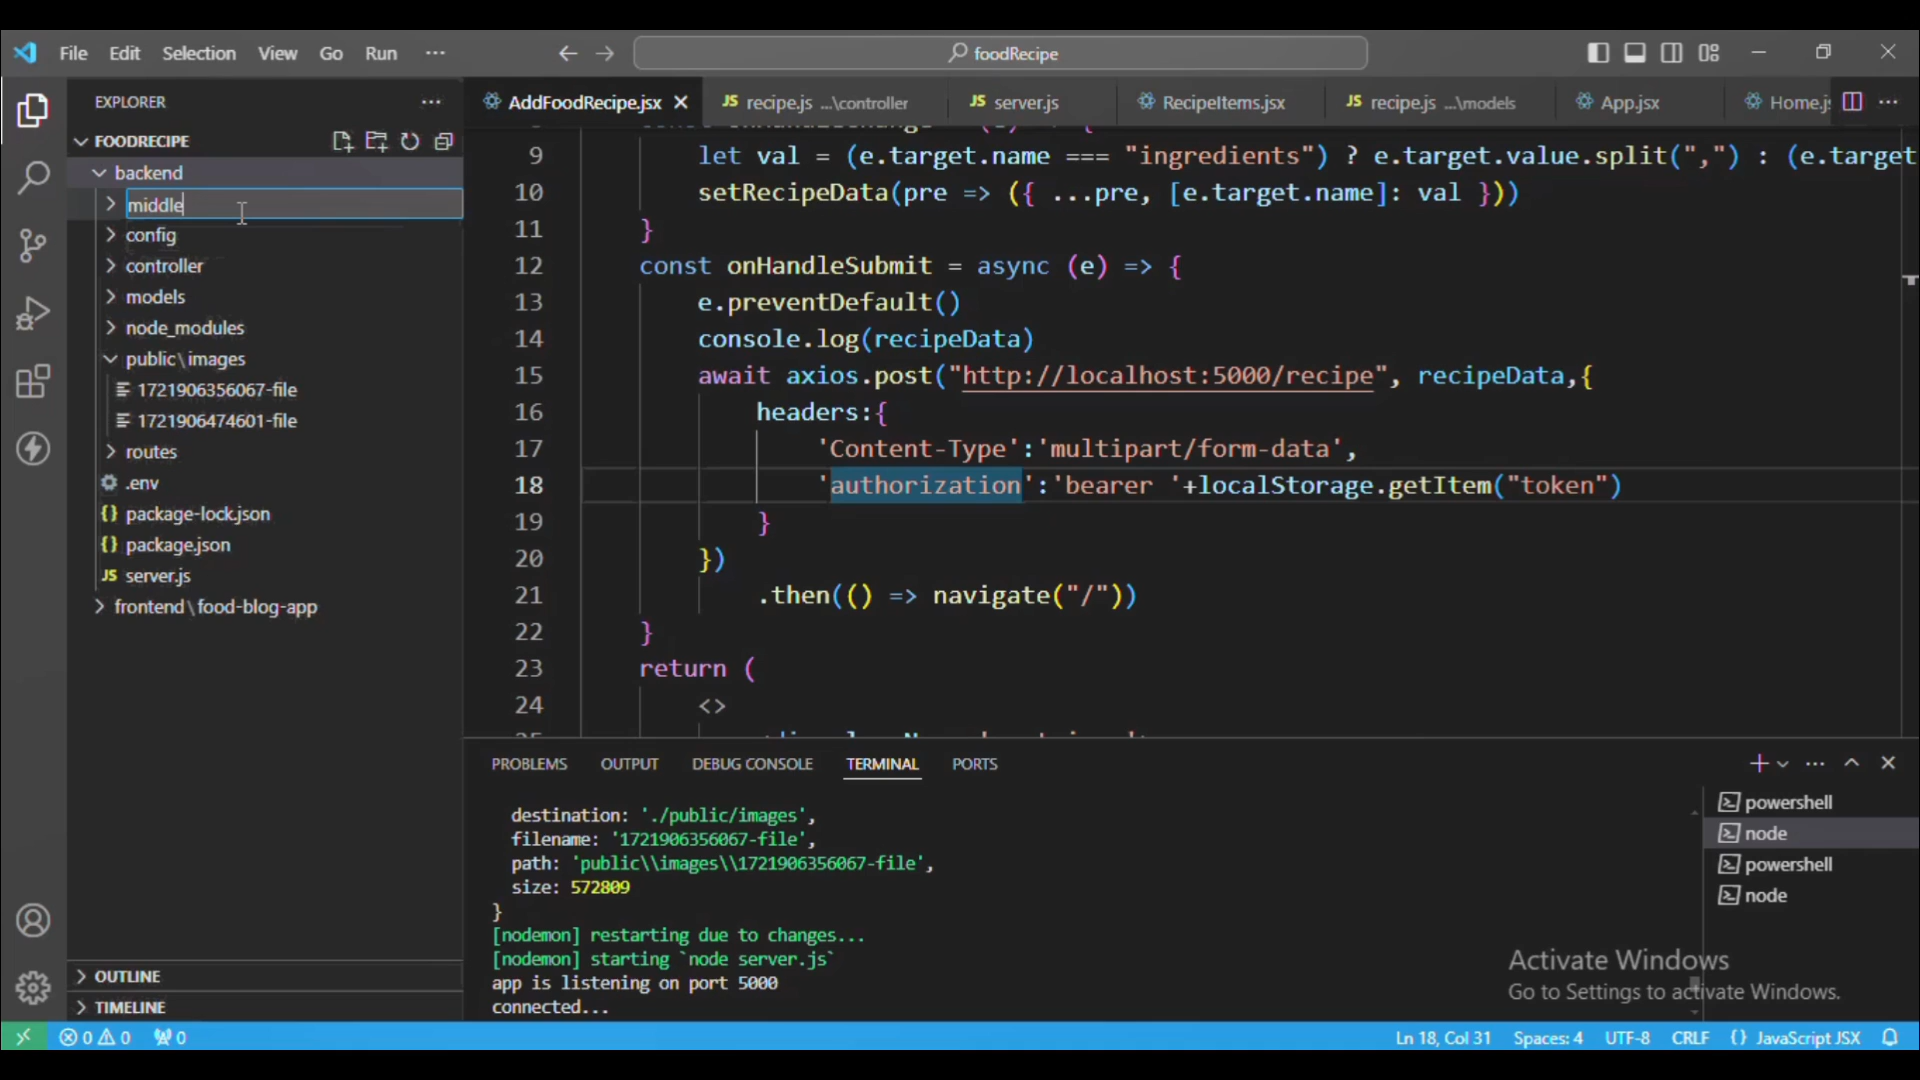 File Edit Selection View Go Run ··· foodRecipe
EXPLORER ···
FOODRECIPE
backend
middle
config
controller
models
node_modules
public\images
1721906356067-file
1721906474601-file
routes
.env
{} package-lock.json
{} package.json
JS server.js
frontend\food-blog-app
OUTLINE
TIMELINE
AddFoodRecipe.jsx JS recipe.js ...\controller JS server.js RecipeItems.jsx JS recipe.js ...\models App.jsx Home.js ···
9 let val = (e.target.name === "ingredients") ? e.target.value.split(",") : (e.target
10 setRecipeData(pre => ({ ...pre, [e.target.name]: val }))
11 }
12 const onHandleSubmit = async (e) => {
13 e.preventDefault()
14 console.log(recipeData)
15 await axios.post("http://localhost:5000/recipe", recipeData,{
16 headers:{
17 'Content-Type':'multipart/form-data',
18 'authorization':'bearer '+localStorage.getItem("token")
19 }
20 })
21 .then(() => navigate("/"))
22 }
23 return (
24 <>
PROBLEMS OUTPUT DEBUG CONSOLE TERMINAL PORTS
destination: './public/images',
filename: '1721906356067-file',
path: 'public\\images\\1721906356067-file',
size: 572809
}
[nodemon] restarting due to changes...
[nodemon] starting `node server.js`
app is listening on port 5000
connected...
powershell
node
powershell
node
Activate Windows
Go to Settings to activate Windows.
0 0 0 Ln 18, Col 31 Spaces: 4 UTF-8 CRLF {} JavaScript JSX